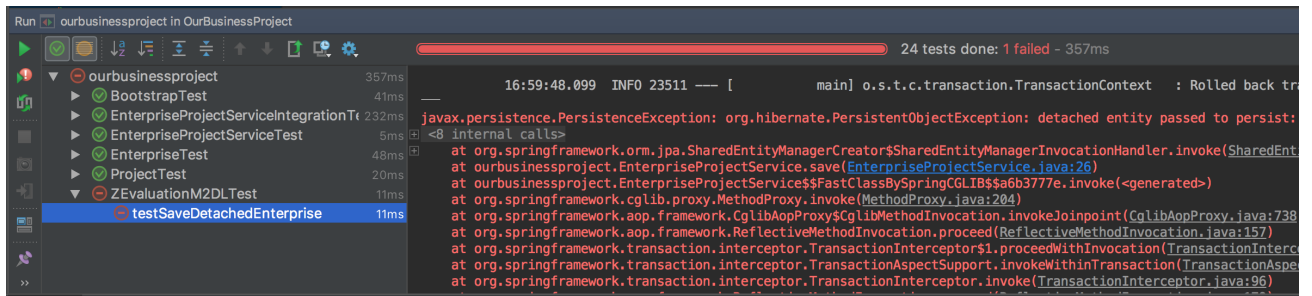 Run ourbusinessproject in OurBusinessProject
24 tests done: 1 failed - 357ms
ourbusinessproject 357ms
BootstrapTest 41ms
EnterpriseProjectServiceIntegrationTe 232ms
EnterpriseProjectServiceTest 5ms
EnterpriseTest 48ms
ProjectTest 20ms
ZEvaluationM2DLTest 11ms
testSaveDetachedEnterprise 11ms
16:59:48.099 INFO 23511 --- [ main] o.s.t.c.transaction.TransactionContext : Rolled back tra
javax.persistence.PersistenceException: org.hibernate.PersistentObjectException: detached entity passed to persist:
<8 internal calls>
at org.springframework.orm.jpa.SharedEntityManagerCreator$SharedEntityManagerInvocationHandler.invoke(SharedEnti
at ourbusinessproject.EnterpriseProjectService.save(EnterpriseProjectService.java:26)
at ourbusinessproject.EnterpriseProjectService$$FastClassBySpringCGLIB$$a6b3777e.invoke(<generated>)
at org.springframework.cglib.proxy.MethodProxy.invoke(MethodProxy.java:204)
at org.springframework.aop.framework.CglibAopProxy$CglibMethodInvocation.invokeJoinpoint(CglibAopProxy.java:738
at org.springframework.aop.framework.ReflectiveMethodInvocation.proceed(ReflectiveMethodInvocation.java:157)
at org.springframework.transaction.interceptor.TransactionInterceptor$1.proceedWithInvocation(TransactionInterce
at org.springframework.transaction.interceptor.TransactionAspectSupport.invokeWithinTransaction(TransactionAspec
at org.springframework.transaction.interceptor.TransactionInterceptor.invoke(TransactionInterceptor.java:96)